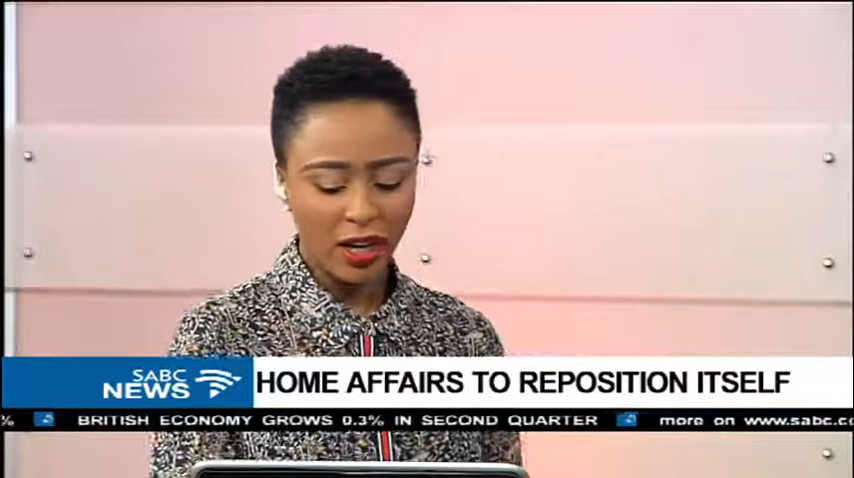 SABC
NEWS
HOME AFFAIRS TO REPOSITION ITSELF
% BRITISH ECONOMY GROWS 0.3% IN SECOND QUARTER more on www.sabc.co